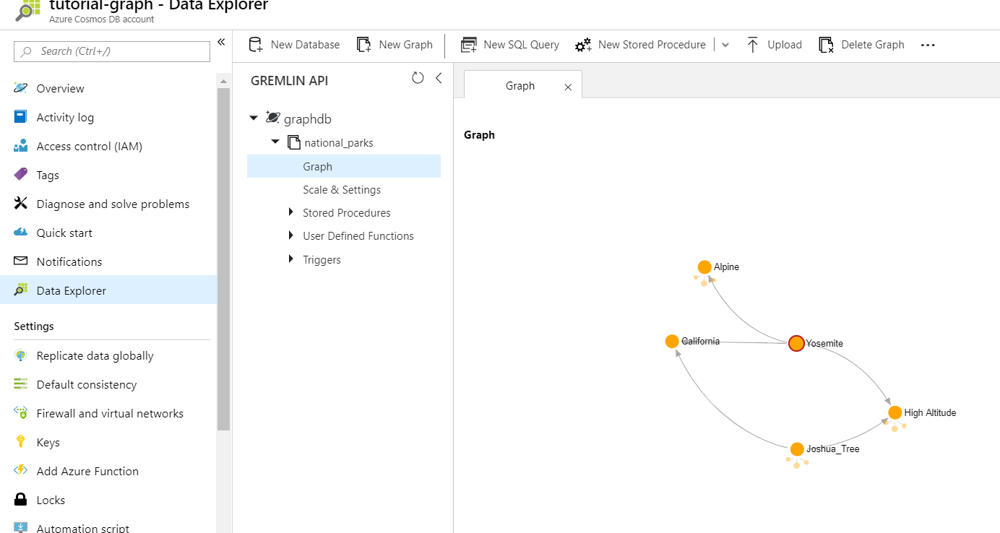 tutorial-graph - Data Explorer
Azure Cosmos DB account
Search (Ctrl+/)
«
Overview
Activity log
Access control (IAM)
Tags
Diagnose and solve problems
Quick start
Notifications
Data Explorer
Settings
Replicate data globally
Default consistency
Firewall and virtual networks
Keys
Add Azure Function
Locks
Automation script
New Database
New Graph
New SQL Query
New Stored Procedure
Upload
Delete Graph
GREMLIN API
graphdb
national_parks
Graph
Scale & Settings
Stored Procedures
User Defined Functions
Triggers
Graph
Graph
Alpine
California
Yosemite
High Altitude
Joshua_Tree